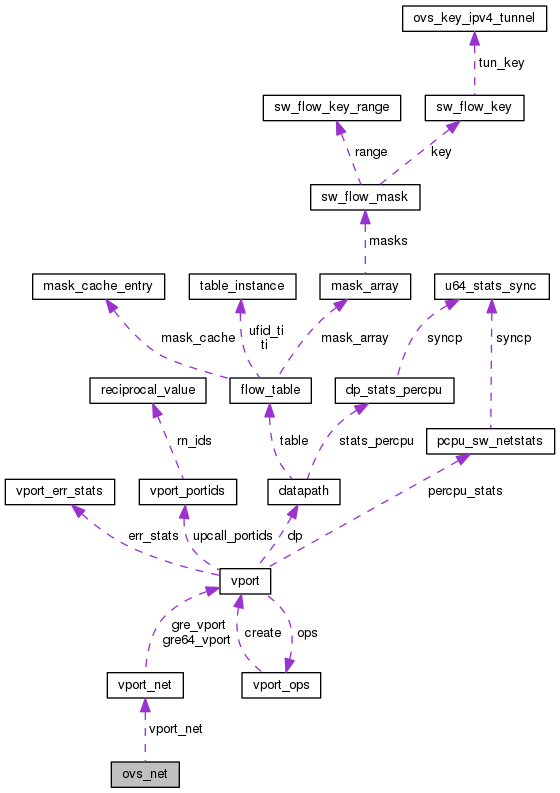 ovs_key_ipv4_tunnel
tun_key
sw_flow_key_range
sw_flow_key
range
key
sw_flow_mask
masks
mask_cache_entry
table_instance
mask_array
u64_stats_sync
mask_cache
ufid_ti
ti
mask_array
syncp
syncp
reciprocal_value
flow_table
dp_stats_percpu
rn_ids
table
stats_percpu
pcpu_sw_netstats
vport_err_stats
vport_portids
datapath
percpu_stats
err_stats
upcall_portids
dp
vport
gre_vport
gre64_vport
create
ops
vport_net
vport_ops
vport_net
ovs_net